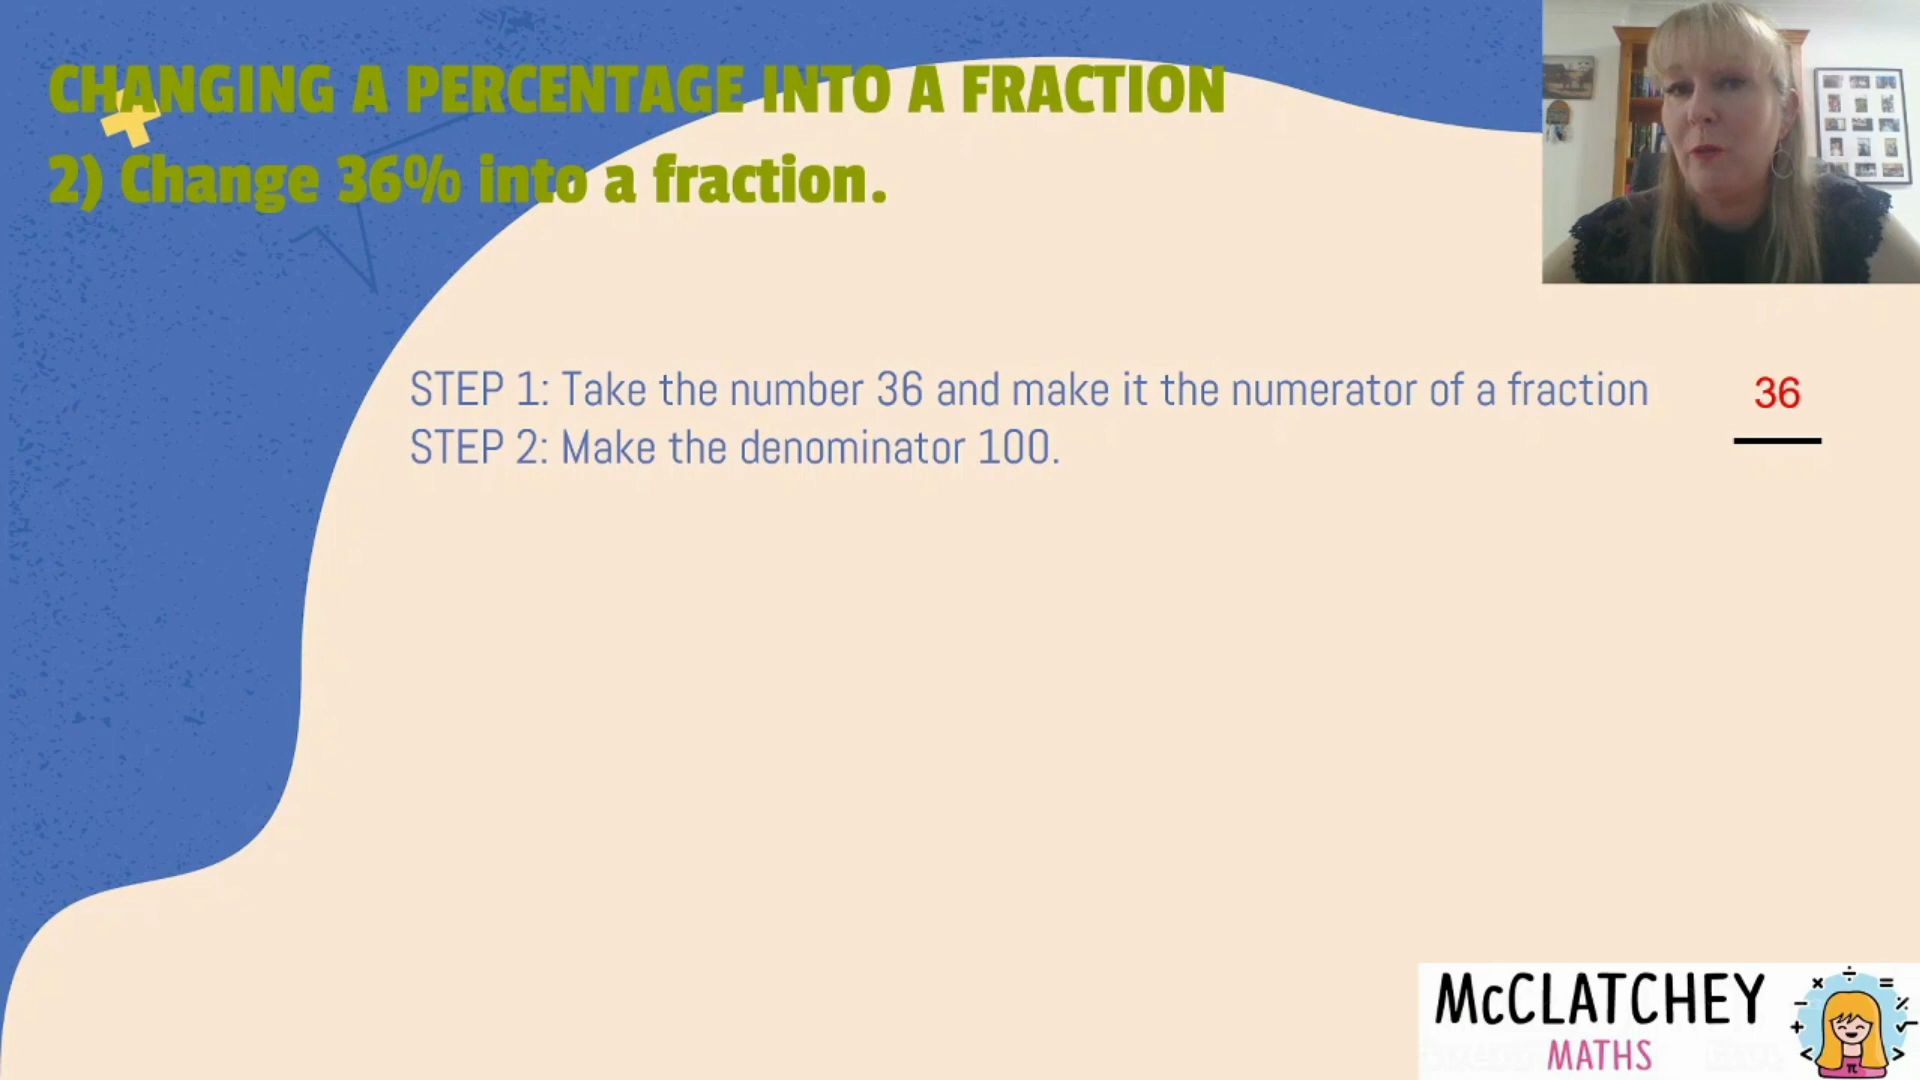 CHANGING A PERCENTAGE INTO A FRACTION
2) Change 36% into a fraction.
STEP 1: Take the number 36 and make it the numerator of a fraction
36
STEP 2: Make the denominator 100.
McCLATCHEY
MATHS